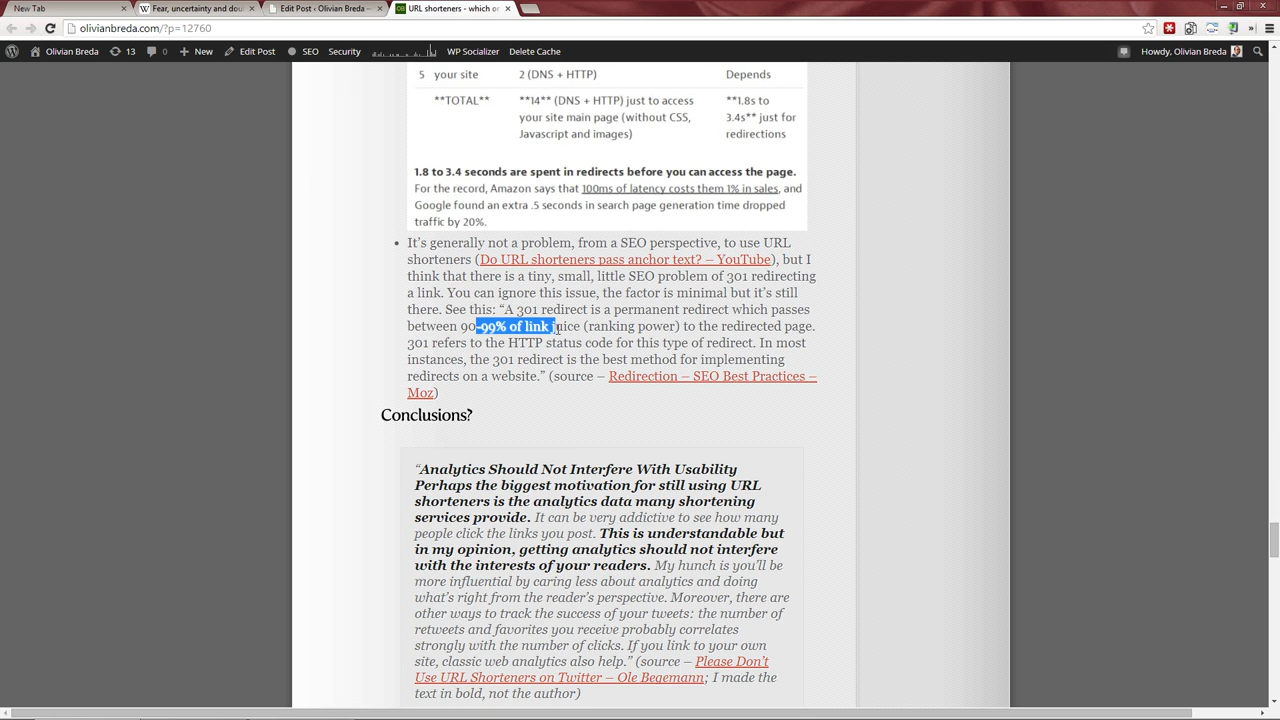 New Tab
Fear, uncertainty and dou
Edit Post ‹ Olivian Breda
OB URL shorteners - which or
olivianbreda.com/?p=12760
Olivian Breda 13 0 New Edit Post SEO Security WP Socializer Delete Cache Howdy, Olivian Breda
5 your site 2 (DNS + HTTP) Depends
**TOTAL** **14** (DNS + HTTP) just to access **1.8s to
your site main page (without CSS, 3.4s** just for
Javascript and images) redirections
1.8 to 3.4 seconds are spent in redirects before you can access the page.
For the record, Amazon says that 100ms of latency costs them 1% in sales, and
Google found an extra .5 seconds in search page generation time dropped
traffic by 20%.
• It's generally not a problem, from a SEO perspective, to use URL
shorteners (Do URL shorteners pass anchor text? – YouTube), but I
think that there is a tiny, small, little SEO problem of 301 redirecting
a link. You can ignore this issue, the factor is minimal but it's still
there. See this: “A 301 redirect is a permanent redirect which passes
between 90-99% of link juice (ranking power) to the redirected page.
301 refers to the HTTP status code for this type of redirect. In most
instances, the 301 redirect is the best method for implementing
redirects on a website.” (source – Redirection – SEO Best Practices –
Moz)
Conclusions?
“Analytics Should Not Interfere With Usability
Perhaps the biggest motivation for still using URL
shorteners is the analytics data many shortening
services provide. It can be very addictive to see how many
people click the links you post. This is understandable but
in my opinion, getting analytics should not interfere
with the interests of your readers. My hunch is you'll be
more influential by caring less about analytics and doing
what's right from the reader's perspective. Moreover, there are
other ways to track the success of your tweets: the number of
retweets and favorites you receive probably correlates
strongly with the number of clicks. If you link to your own
site, classic web analytics also help.” (source – Please Don't
Use URL Shorteners on Twitter – Ole Begemann; I made the
text in bold, not the author)